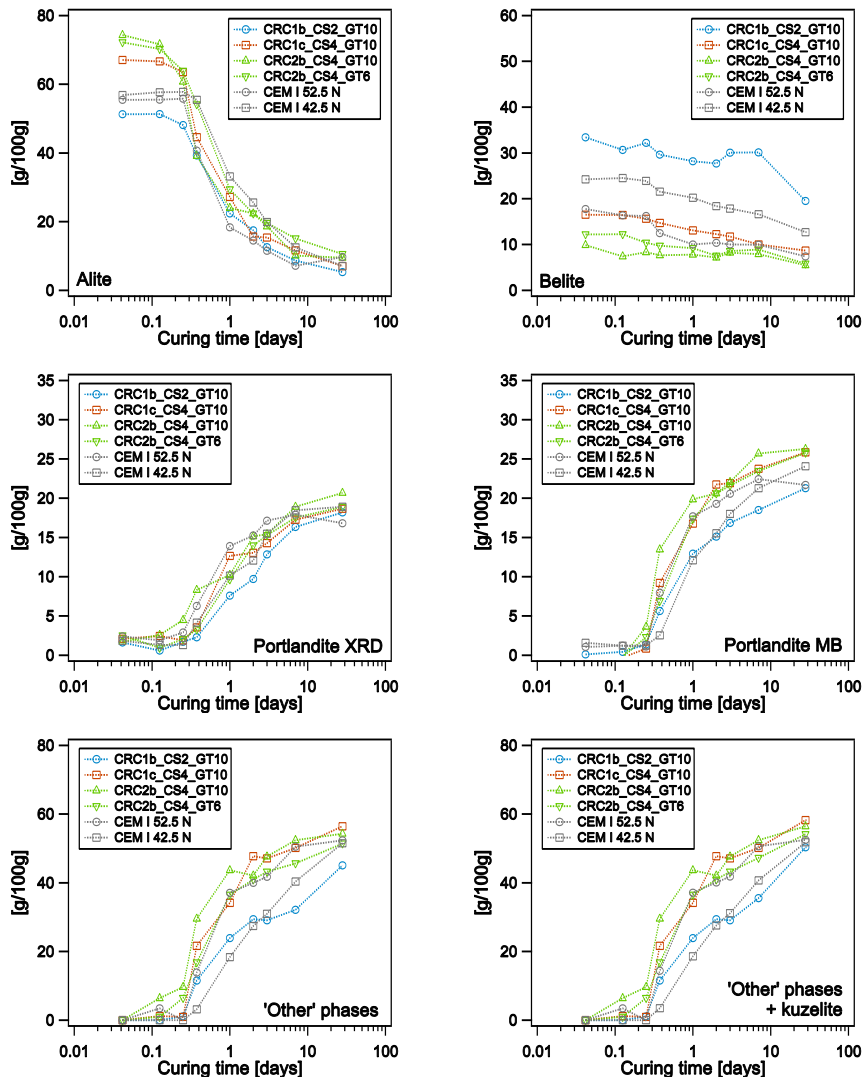 80
60
40
20
0
[g/100g]
CRC1b_CS2_GT10
CRC1c_CS4_GT10
CRC2b_CS4_GT10
CRC2b_CS4_GT6
CEM I 52.5 N
CEM I 42.5 N
Alite
0.01 0.1 1 10 100
Curing time [days]
60
50
40
30
20
10
0
[g/100g]
CRC1b_CS2_GT10
CRC1c_CS4_GT10
CRC2b_CS4_GT10
CRC2b_CS4_GT6
CEM I 52.5 N
CEM I 42.5 N
Belite
0.01 0.1 1 10 100
Curing time [days]
35
30
25
20
15
10
5
0
[g/100g]
CRC1b_CS2_GT10
CRC1c_CS4_GT10
CRC2b_CS4_GT10
CRC2b_CS4_GT6
CEM I 52.5 N
CEM I 42.5 N
Portlandite XRD
0.01 0.1 1 10 100
Curing time [days]
35
30
25
20
15
10
5
0
[g/100g]
CRC1b_CS2_GT10
CRC1c_CS4_GT10
CRC2b_CS4_GT10
CRC2b_CS4_GT6
CEM I 52.5 N
CEM I 42.5 N
Portlandite MB
0.01 0.1 1 10 100
Curing time [days]
80
60
40
20
0
[g/100g]
CRC1b_CS2_GT10
CRC1c_CS4_GT10
CRC2b_CS4_GT10
CRC2b_CS4_GT6
CEM I 52.5 N
CEM I 42.5 N
'Other' phases
0.01 0.1 1 10 100
Curing time [days]
80
60
40
20
0
[g/100g]
CRC1b_CS2_GT10
CRC1c_CS4_GT10
CRC2b_CS4_GT10
CRC2b_CS4_GT6
CEM I 52.5 N
CEM I 42.5 N
'Other' phases
+ kuzelite
0.01 0.1 1 10 100
Curing time [days]